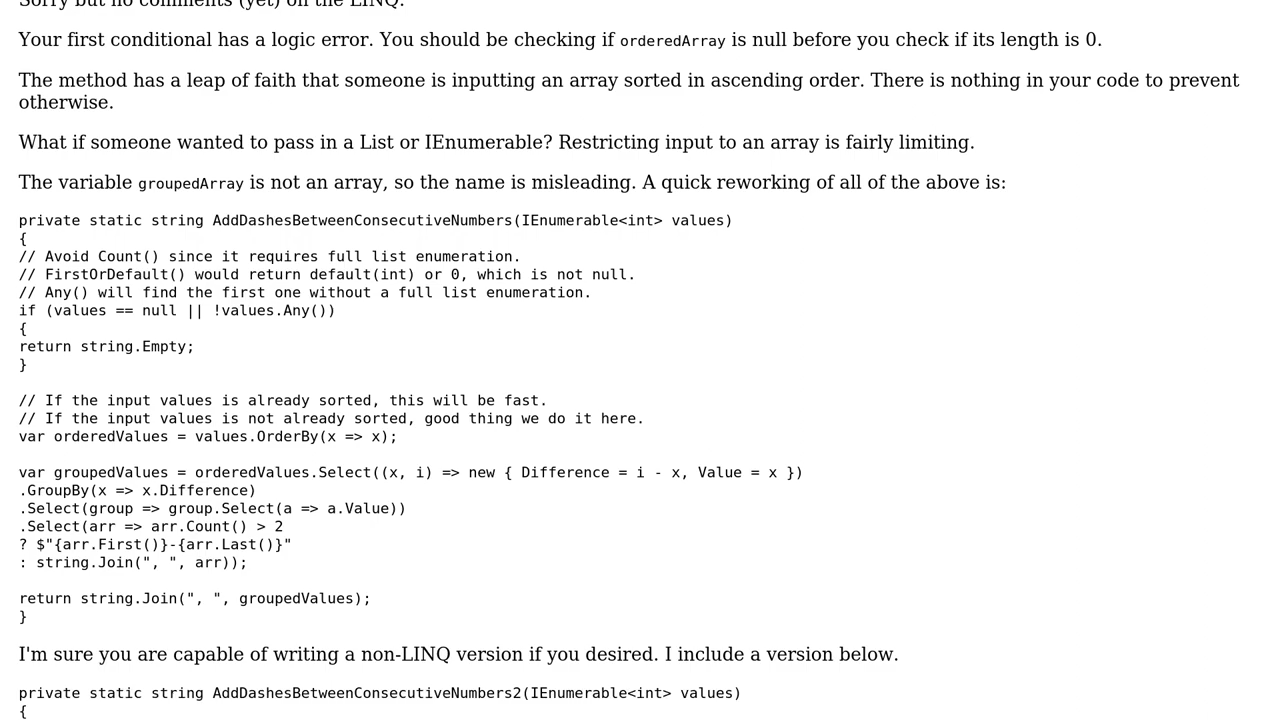 Sorry but no comments (yet) on the LINQ.
Your first conditional has a logic error. You should be checking if orderedArray is null before you check if its length is 0.
The method has a leap of faith that someone is inputting an array sorted in ascending order. There is nothing in your code to prevent
otherwise.
What if someone wanted to pass in a List or IEnumerable? Restricting input to an array is fairly limiting.
The variable groupedArray is not an array, so the name is misleading. A quick reworking of all of the above is:
private static string AddDashesBetweenConsecutiveNumbers(IEnumerable<int> values)
{
// Avoid Count() since it requires full list enumeration.
// FirstOrDefault() would return default(int) or 0, which is not null.
// Any() will find the first one without a full list enumeration.
if (values == null || !values.Any())
{
return string.Empty;
}
// If the input values is already sorted, this will be fast.
// If the input values is not already sorted, good thing we do it here.
var orderedValues = values.OrderBy(x => x);
var groupedValues = orderedValues.Select((x, i) => new { Difference = i - x, Value = x })
.GroupBy(x => x.Difference)
.Select(group => group.Select(a => a.Value))
.Select(arr => arr.Count() > 2
? $"{arr.First()}-{arr.Last()}"
: string.Join(", ", arr));
return string.Join(", ", groupedValues);
}
I'm sure you are capable of writing a non-LINQ version if you desired. I include a version below.
private static string AddDashesBetweenConsecutiveNumbers2(IEnumerable<int> values)
{